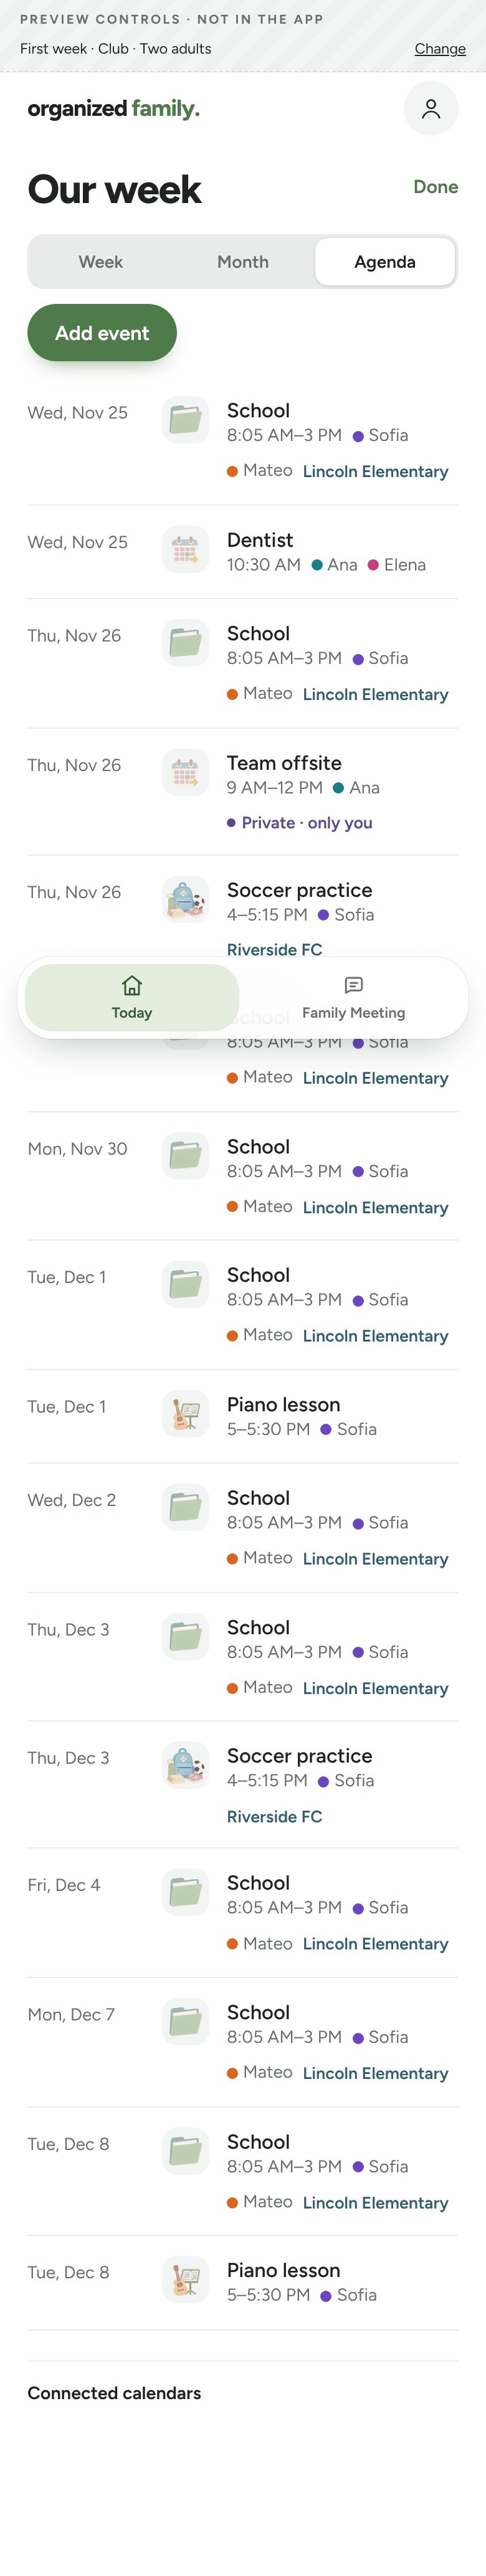 PREVIEW CONTROLS · NOT IN THE APP
First week · Club · Two adults
Change
organized family.
Our week
Done
Week
Month
Agenda
Add event
Wed, Nov 25
School
8:05 AM–3 PM Sofia
Mateo Lincoln Elementary
Wed, Nov 25
Dentist
10:30 AM Ana Elena
Thu, Nov 26
School
8:05 AM–3 PM Sofia
Mateo Lincoln Elementary
Thu, Nov 26
Team offsite
9 AM–12 PM Ana
Private · only you
Thu, Nov 26
Soccer practice
4–5:15 PM Sofia
Riverside FC
Today
Family Meeting
School
8:05 AM–3 PM Sofia
Mateo Lincoln Elementary
Mon, Nov 30
School
8:05 AM–3 PM Sofia
Mateo Lincoln Elementary
Tue, Dec 1
School
8:05 AM–3 PM Sofia
Mateo Lincoln Elementary
Tue, Dec 1
Piano lesson
5–5:30 PM Sofia
Wed, Dec 2
School
8:05 AM–3 PM Sofia
Mateo Lincoln Elementary
Thu, Dec 3
School
8:05 AM–3 PM Sofia
Mateo Lincoln Elementary
Thu, Dec 3
Soccer practice
4–5:15 PM Sofia
Riverside FC
Fri, Dec 4
School
8:05 AM–3 PM Sofia
Mateo Lincoln Elementary
Mon, Dec 7
School
8:05 AM–3 PM Sofia
Mateo Lincoln Elementary
Tue, Dec 8
School
8:05 AM–3 PM Sofia
Mateo Lincoln Elementary
Tue, Dec 8
Piano lesson
5–5:30 PM Sofia
Connected calendars